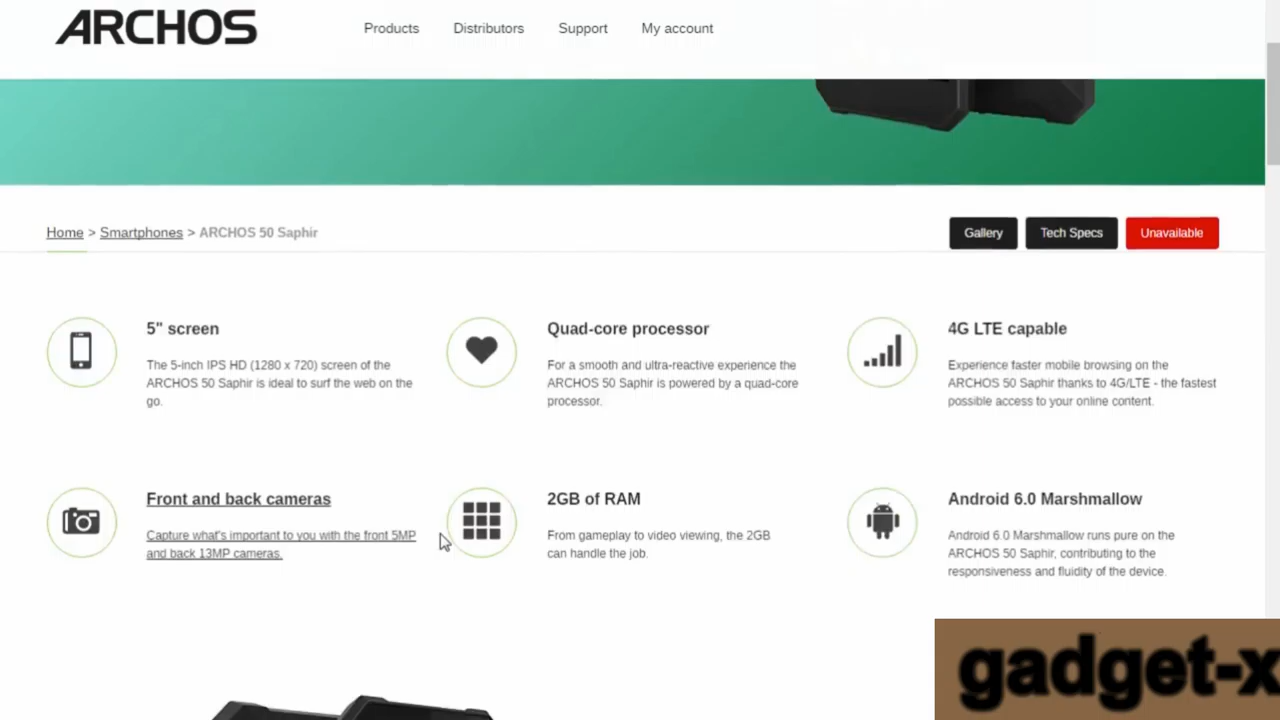 ARCHOS
Products Distributors Support My account
Home > Smartphones > ARCHOS 50 Saphir
Gallery Tech Specs Unavailable
5" screen
The 5-inch IPS HD (1280 x 720) screen of the
ARCHOS 50 Saphir is ideal to surf the web on the
go.
Quad-core processor
For a smooth and ultra-reactive experience the
ARCHOS 50 Saphir is powered by a quad-core
processor.
4G LTE capable
Experience faster mobile browsing on the
ARCHOS 50 Saphir thanks to 4G/LTE - the fastest
possible access to your online content.
Front and back cameras
Capture what's important to you with the front 5MP
and back 13MP cameras.
2GB of RAM
From gameplay to video viewing, the 2GB
can handle the job.
Android 6.0 Marshmallow
Android 6.0 Marshmallow runs pure on the
ARCHOS 50 Saphir, contributing to the
responsiveness and fluidity of the device.
gadget-x